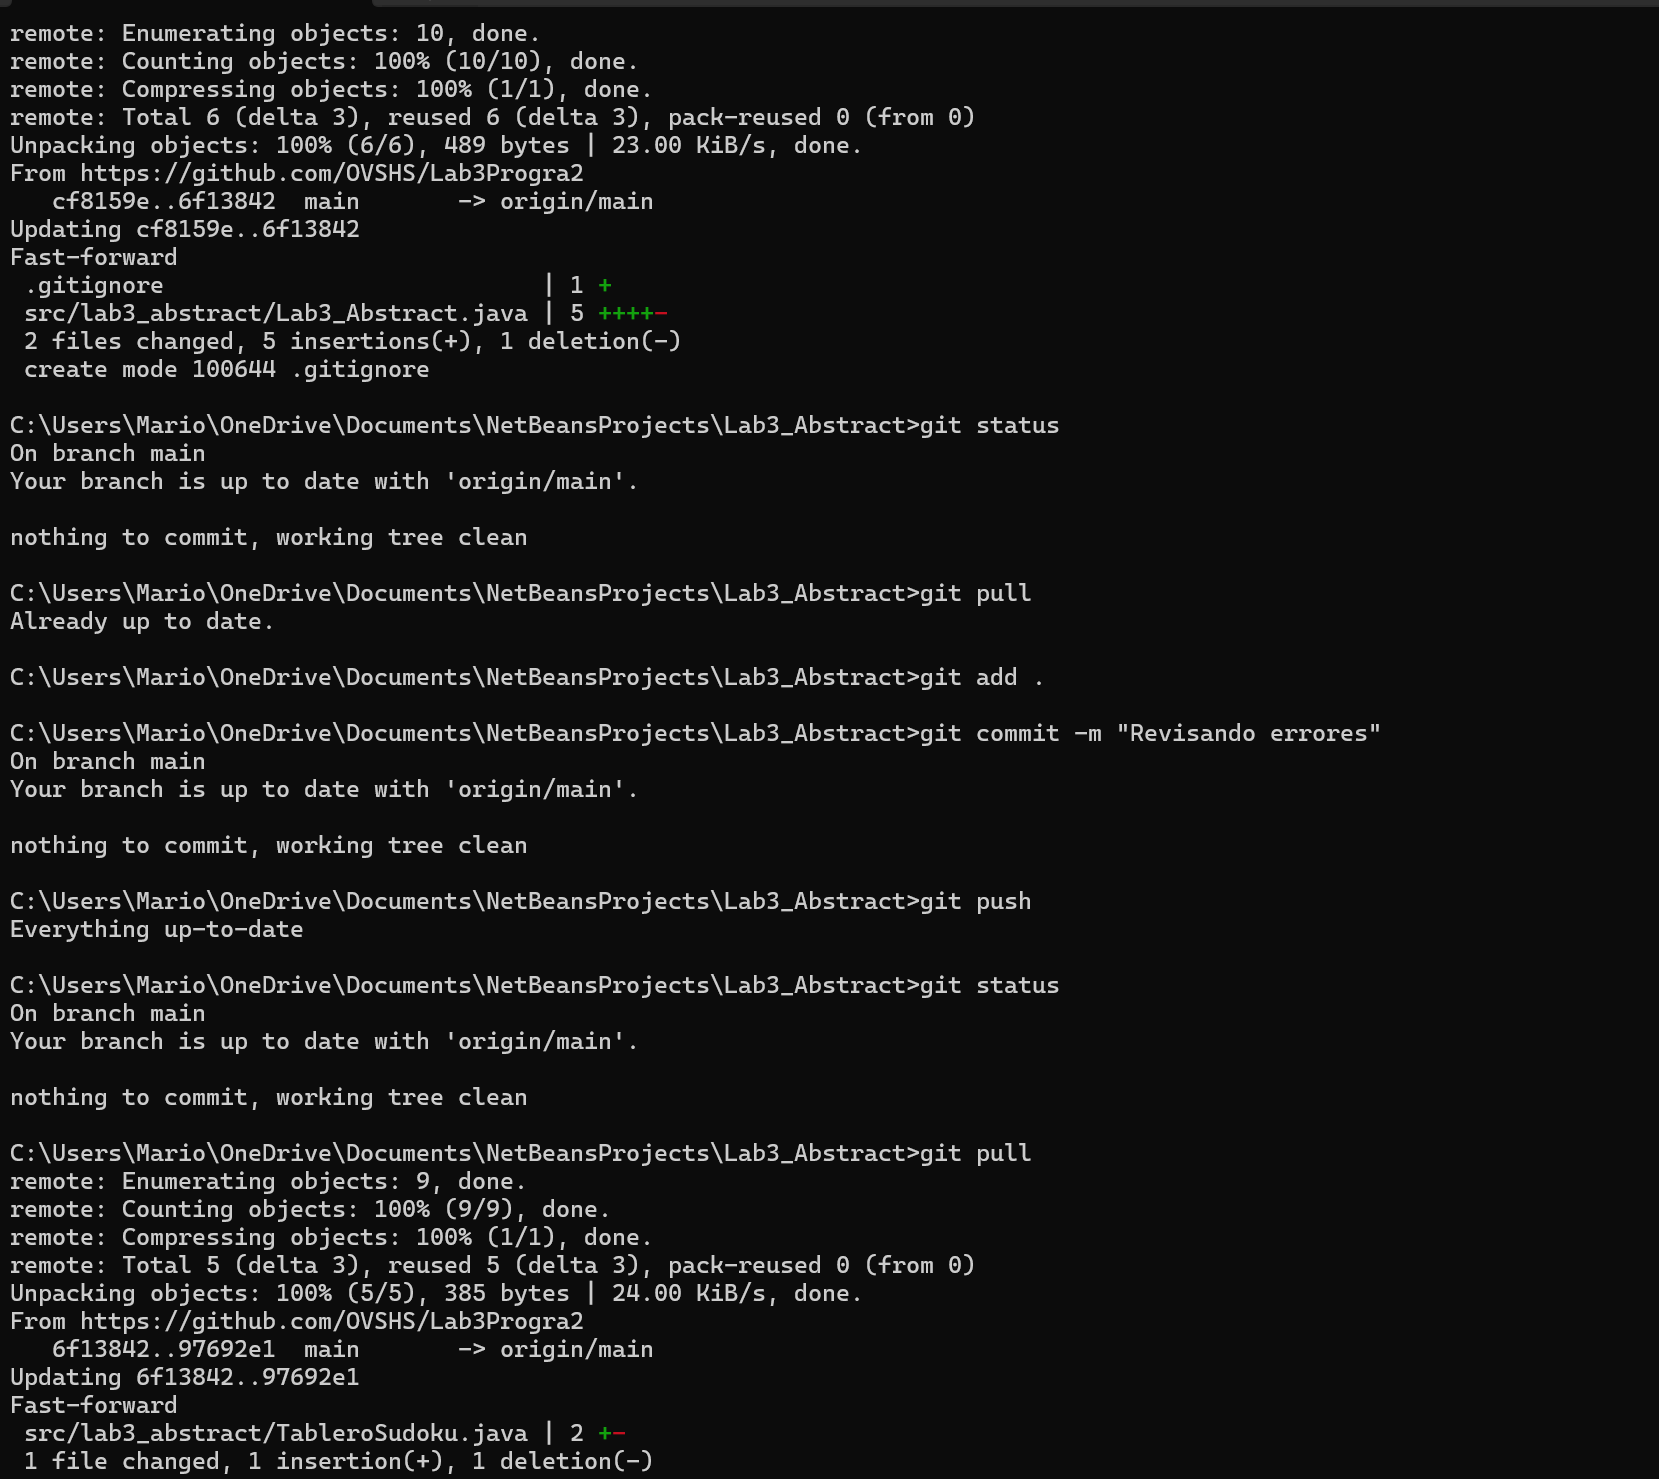 remote: Enumerating objects: 10, done.
remote: Counting objects: 100% (10/10), done.
remote: Compressing objects: 100% (1/1), done.
remote: Total 6 (delta 3), reused 6 (delta 3), pack-reused 0 (from 0)
Unpacking objects: 100% (6/6), 489 bytes | 23.00 KiB/s, done.
From https://github.com/OVSHS/Lab3Progra2
   cf8159e..6f13842  main       -> origin/main
Updating cf8159e..6f13842
Fast-forward
 .gitignore                           | 1 +
 src/lab3_abstract/Lab3_Abstract.java | 5 ++++-
 2 files changed, 5 insertions(+), 1 deletion(-)
 create mode 100644 .gitignore
C:\Users\Mario\OneDrive\Documents\NetBeansProjects\Lab3_Abstract>git status
On branch main
Your branch is up to date with 'origin/main'.
nothing to commit, working tree clean
C:\Users\Mario\OneDrive\Documents\NetBeansProjects\Lab3_Abstract>git pull
Already up to date.
C:\Users\Mario\OneDrive\Documents\NetBeansProjects\Lab3_Abstract>git add .
C:\Users\Mario\OneDrive\Documents\NetBeansProjects\Lab3_Abstract>git commit -m "Revisando errores"
On branch main
Your branch is up to date with 'origin/main'.
nothing to commit, working tree clean
C:\Users\Mario\OneDrive\Documents\NetBeansProjects\Lab3_Abstract>git push
Everything up-to-date
C:\Users\Mario\OneDrive\Documents\NetBeansProjects\Lab3_Abstract>git status
On branch main
Your branch is up to date with 'origin/main'.
nothing to commit, working tree clean
C:\Users\Mario\OneDrive\Documents\NetBeansProjects\Lab3_Abstract>git pull
remote: Enumerating objects: 9, done.
remote: Counting objects: 100% (9/9), done.
remote: Compressing objects: 100% (1/1), done.
remote: Total 5 (delta 3), reused 5 (delta 3), pack-reused 0 (from 0)
Unpacking objects: 100% (5/5), 385 bytes | 24.00 KiB/s, done.
From https://github.com/OVSHS/Lab3Progra2
   6f13842..97692e1  main       -> origin/main
Updating 6f13842..97692e1
Fast-forward
 src/lab3_abstract/TableroSudoku.java | 2 +-
 1 file changed, 1 insertion(+), 1 deletion(-)